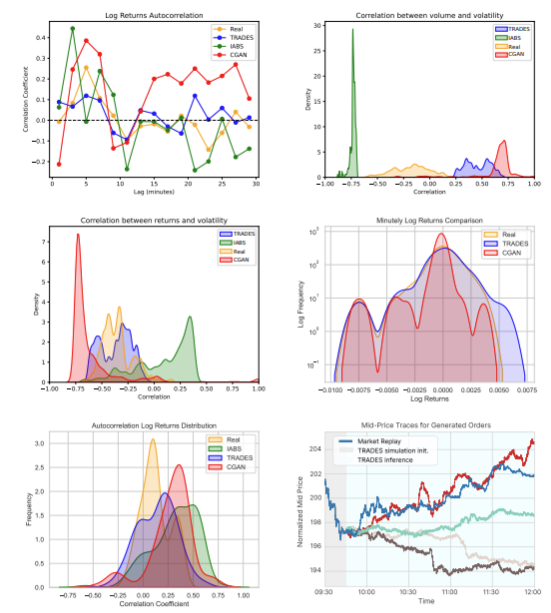 Log Returns Autocorrelation
Real
TRADES
IABS
CGAN
0.4
0.3
0.2
0.1
0.0
−0.1
−0.2
Correlation Coefficient
0
5
10
15
20
25
30
Lag (minutes)
Correlation between volume and volatility
TRADES
IABS
Real
CGAN
30
25
20
15
10
5
0
Density
−1.00 −0.75 −0.50 −0.25 0.00 0.25 0.50 0.75 1.00
Correlation
Correlation between returns and volatility
TRADES
IABS
Real
CGAN
7
6
5
4
3
2
1
0
Density
−1.00 −0.75 −0.50 −0.25 0.00 0.25 0.50 0.75 1.00
Correlation
Minutely Log Returns Comparison
Real
TRADES
CGAN
10³
10²
10¹
10⁰
10⁻¹
Log Frequency
−0.0100 −0.0075 −0.0050 −0.0025 0.0000 0.0025 0.0050 0.0075
Log Returns
Autocorrelation Log Returns Distribution
Real
IABS
TRADES
CGAN
3.0
2.5
2.0
1.5
1.0
0.5
0.0
Frequency
−0.75 −0.50 −0.25 0.00 0.25 0.50 0.75 1.00
Correlation Coefficient
Mid-Price Traces for Generated Orders
Market Replay
TRADES simulation init.
TRADES inference
204
202
200
198
196
194
Normalized Mid Price
09:30 10:00 10:30 11:00 11:30 12:00
Time